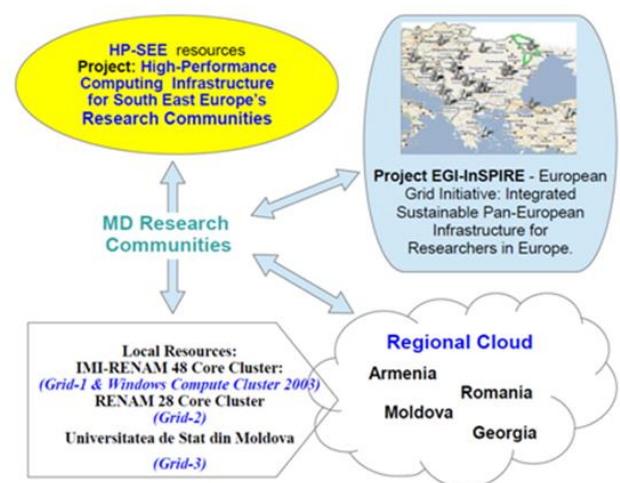 HP-SEE resources
Project: High-Performance
Computing Infrastructure
for South East Europe's
Research Communities
Project EGI-InSPIRE - European
Grid Initiative: Integrated
Sustainable Pan-European
Infrastructure for
Researchers in Europe.
MD Research
Communities
Local Resources:
IMI-RENAM 48 Core Cluster:
(Grid-1 & Windows Compute Cluster 2003)
RENAM 28 Core Cluster
(Grid-2)
Universitatea de Stat din Moldova
(Grid-3)
Regional Cloud
Armenia
Romania
Moldova
Georgia